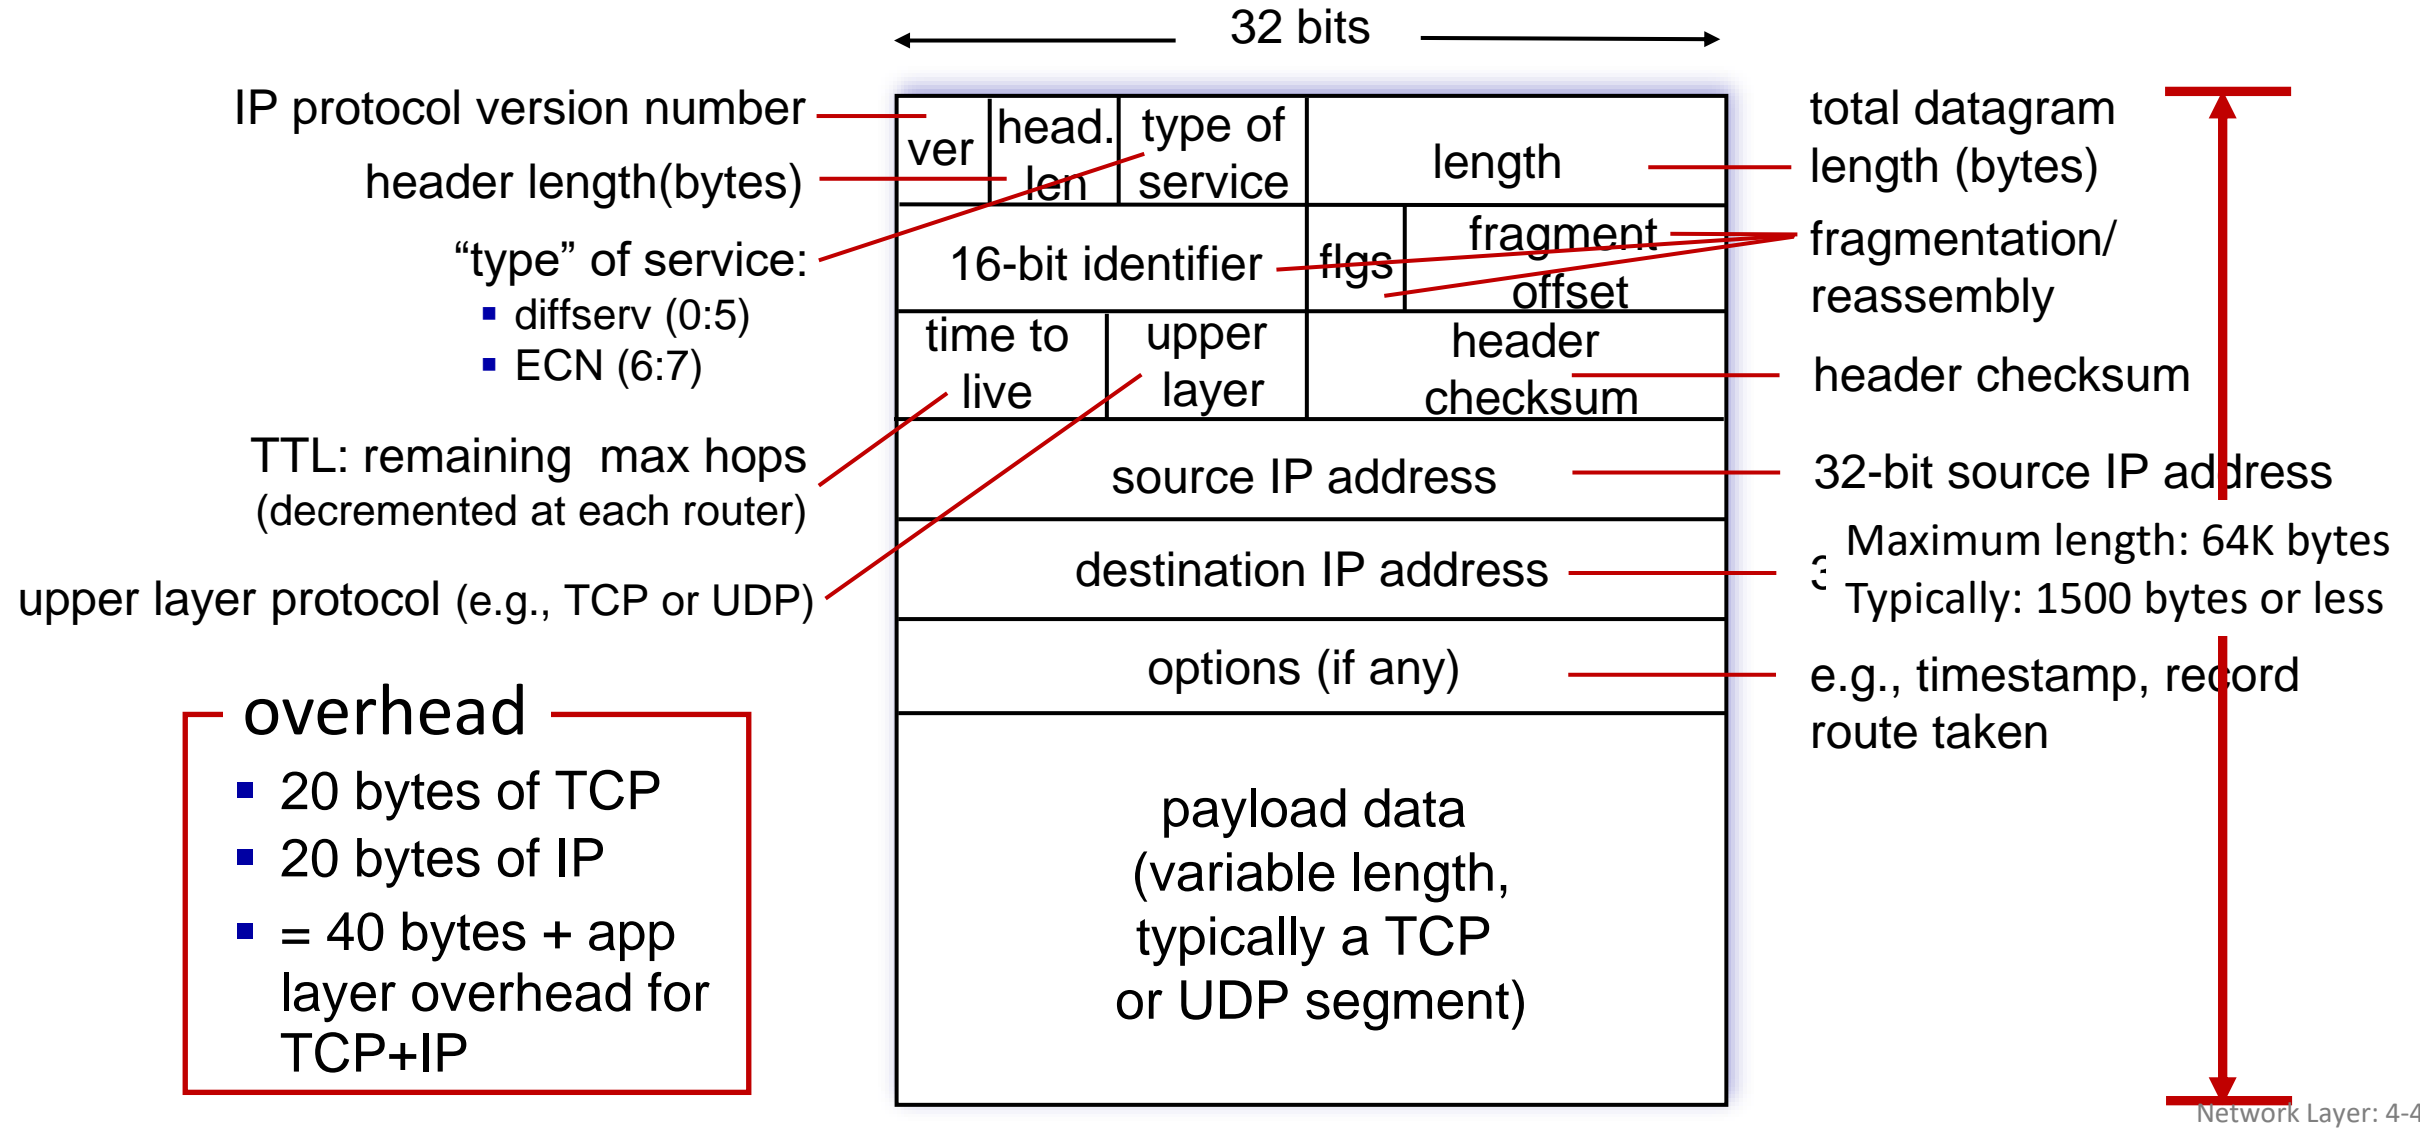 32 bits
IP protocol version number
header length(bytes)
“type” of service:
diffserv (0:5)
ECN (6:7)
TTL: remaining max hops
(decremented at each router)
upper layer protocol (e.g., TCP or UDP)
overhead
20 bytes of TCP
20 bytes of IP
= 40 bytes + app
layer overhead for
TCP+IP
ver
head.
len
type of
service
length
16-bit identifier
flgs
fragment
offset
time to
live
upper
layer
header
checksum
source IP address
destination IP address
options (if any)
payload data
(variable length,
typically a TCP
or UDP segment)
total datagram
length (bytes)
fragmentation/
reassembly
header checksum
32-bit source IP address
Maximum length: 64K bytes
Typically: 1500 bytes or less
e.g., timestamp, record
route taken
Network Layer: 4-4